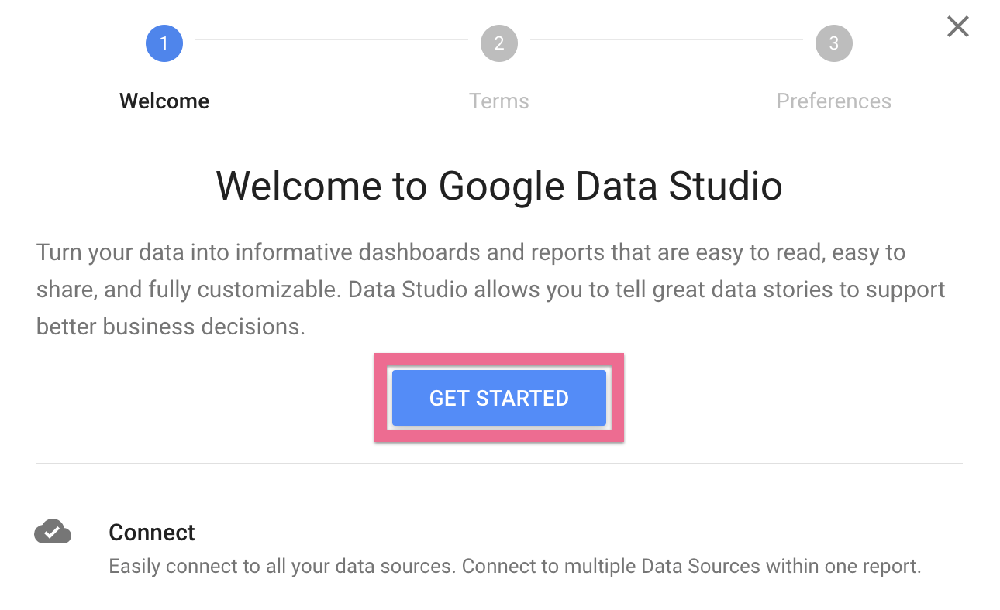 1 2 3
Welcome Terms Preferences
Welcome to Google Data Studio
Turn your data into informative dashboards and reports that are easy to read, easy to
share, and fully customizable. Data Studio allows you to tell great data stories to support
better business decisions.
GET STARTED
Connect
Easily connect to all your data sources. Connect to multiple Data Sources within one report.